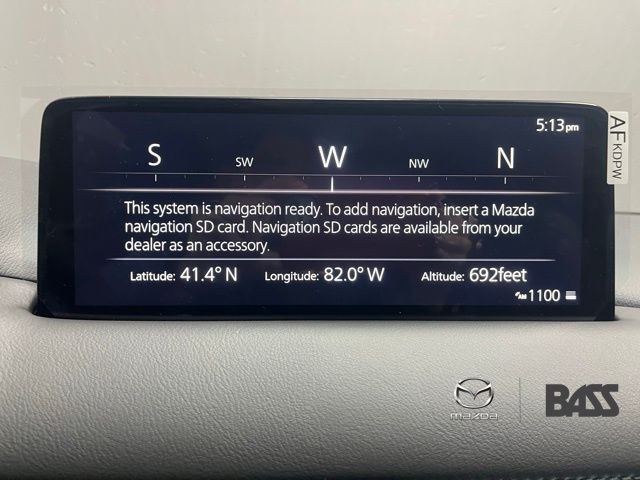 5:13pm
S SW W NW N
This system is navigation ready. To add navigation, insert a Mazda
navigation SD card. Navigation SD cards are available from your
dealer as an accessory.
Latitude: 41.4° N Longitude: 82.0° W Altitude: 692feet
AM 1100
AFKDPW
mazda BASS